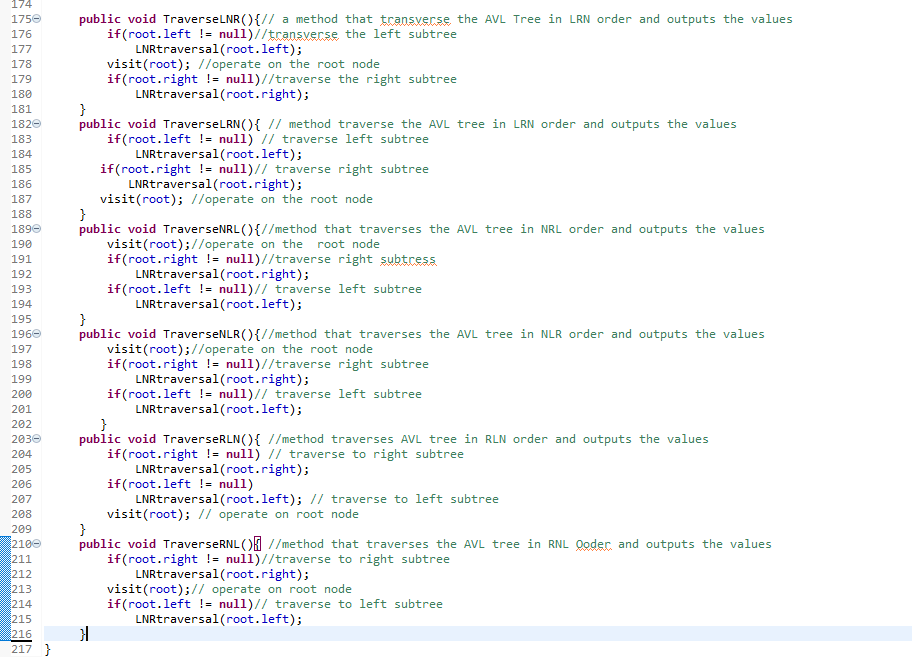 174
175 public void TraverseLNR(){// a method that transverse the AVL Tree in LRN order and outputs the values
176 if(root.left != null)//transverse the left subtree
177 LNRtraversal(root.left);
178 visit(root); //operate on the root node
179 if(root.right != null)//traverse the right subtree
180 LNRtraversal(root.right);
181 }
182 public void TraverseLRN(){ // method traverse the AVL tree in LRN order and outputs the values
183 if(root.left != null) // traverse left subtree
184 LNRtraversal(root.left);
185 if(root.right != null)// traverse right subtree
186 LNRtraversal(root.right);
187 visit(root); //operate on the root node
188 }
189 public void TraverseNRL(){//method that traverses the AVL tree in NRL order and outputs the values
190 visit(root);//operate on the  root node
191 if(root.right != null)//traverse right subtress
192 LNRtraversal(root.right);
193 if(root.left != null)// traverse left subtree
194 LNRtraversal(root.left);
195 }
196 public void TraverseNLR(){//method that traverses the AVL tree in NLR order and outputs the values
197 visit(root);//operate on the root node
198 if(root.right != null)//traverse right subtree
199 LNRtraversal(root.right);
200 if(root.left != null)// traverse left subtree
201 LNRtraversal(root.left);
202 }
203 public void TraverseRLN(){ //method traverses AVL tree in RLN order and outputs the values
204 if(root.right != null) // traverse to right subtree
205 LNRtraversal(root.right);
206 if(root.left != null)
207 LNRtraversal(root.left); // traverse to left subtree
208 visit(root); // operate on root node
209 }
210 public void TraverseRNL(){ //method that traverses the AVL tree in RNL Ooder and outputs the values
211 if(root.right != null)//traverse to right subtree
212 LNRtraversal(root.right);
213 visit(root);// operate on root node
214 if(root.left != null)// traverse to left subtree
215 LNRtraversal(root.left);
216 }
217 }